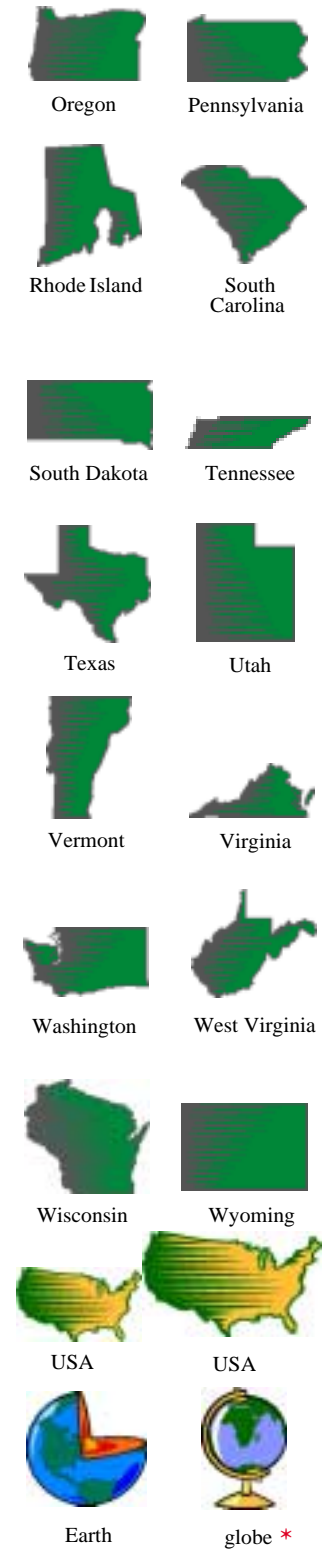 Oregon Pennsylvania
Rhode Island South
Carolina
South Dakota Tennessee
Texas Utah
Vermont Virginia
Washington West Virginia
Wisconsin Wyoming
USA USA
Earth globe *